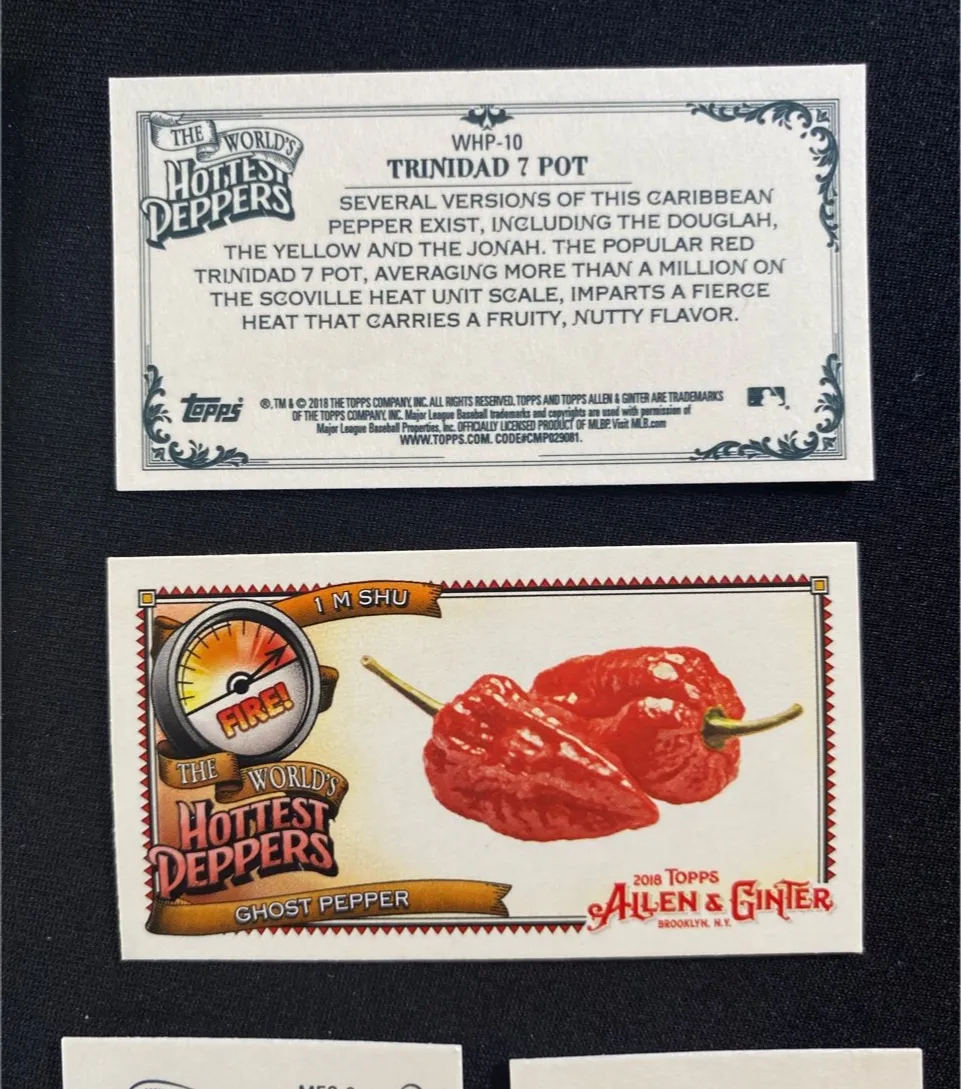 THE WORLD'S
HOTTEST
PEPPERS
WHP-10
TRINIDAD 7 POT
SEVERAL VERSIONS OF THIS CARIBBEAN
PEPPER EXIST, INCLUDING THE DOUGLAH,
THE YELLOW AND THE JONAH. THE POPULAR RED
TRINIDAD 7 POT, AVERAGING MORE THAN A MILLION ON
THE SCOVILLE HEAT UNIT SCALE, IMPARTS A FIERCE
HEAT THAT CARRIES A FRUITY, NUTTY FLAVOR.
Topps
®, TM & © 2018 THE TOPPS COMPANY, INC. ALL RIGHTS RESERVED. TOPPS AND TOPPS ALLEN & GINTER ARE TRADEMARKS
OF THE TOPPS COMPANY, INC. Major League Baseball trademarks and copyrights are used with permission of
Major League Baseball Properties, Inc. OFFICIALLY LICENSED PRODUCT OF MLBP. Visit MLB.com
WWW.TOPPS.COM. CODE#CMP029081.
1 M SHU
FIRE!
THE WORLD'S
HOTTEST
PEPPERS
GHOST PEPPER
2018 TOPPS
ALLEN & GINTER
BROOKLYN, N.Y.